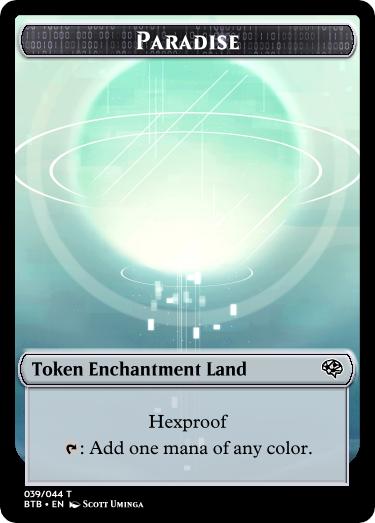 PARADISE
Token Enchantment Land
Hexproof
: Add one mana of any color.
039/044 T
BTB • EN SCOTT UMINGA